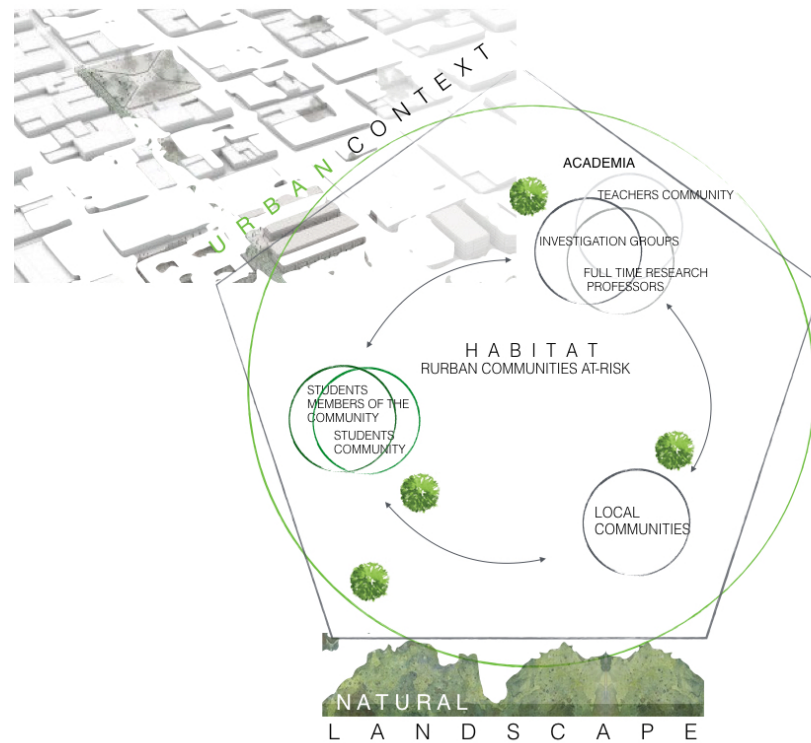 URBAN CONTEXT
ACADEMIA
TEACHERS COMMUNITY
INVESTIGATION GROUPS
FULL TIME RESEARCH
PROFESSORS
HABITAT
RURBAN COMMUNITIES AT-RISK
STUDENTS
MEMBERS OF THE
COMMUNITY
STUDENTS
COMMUNITY
LOCAL
COMMUNITIES
NATURAL
LANDSCAPE